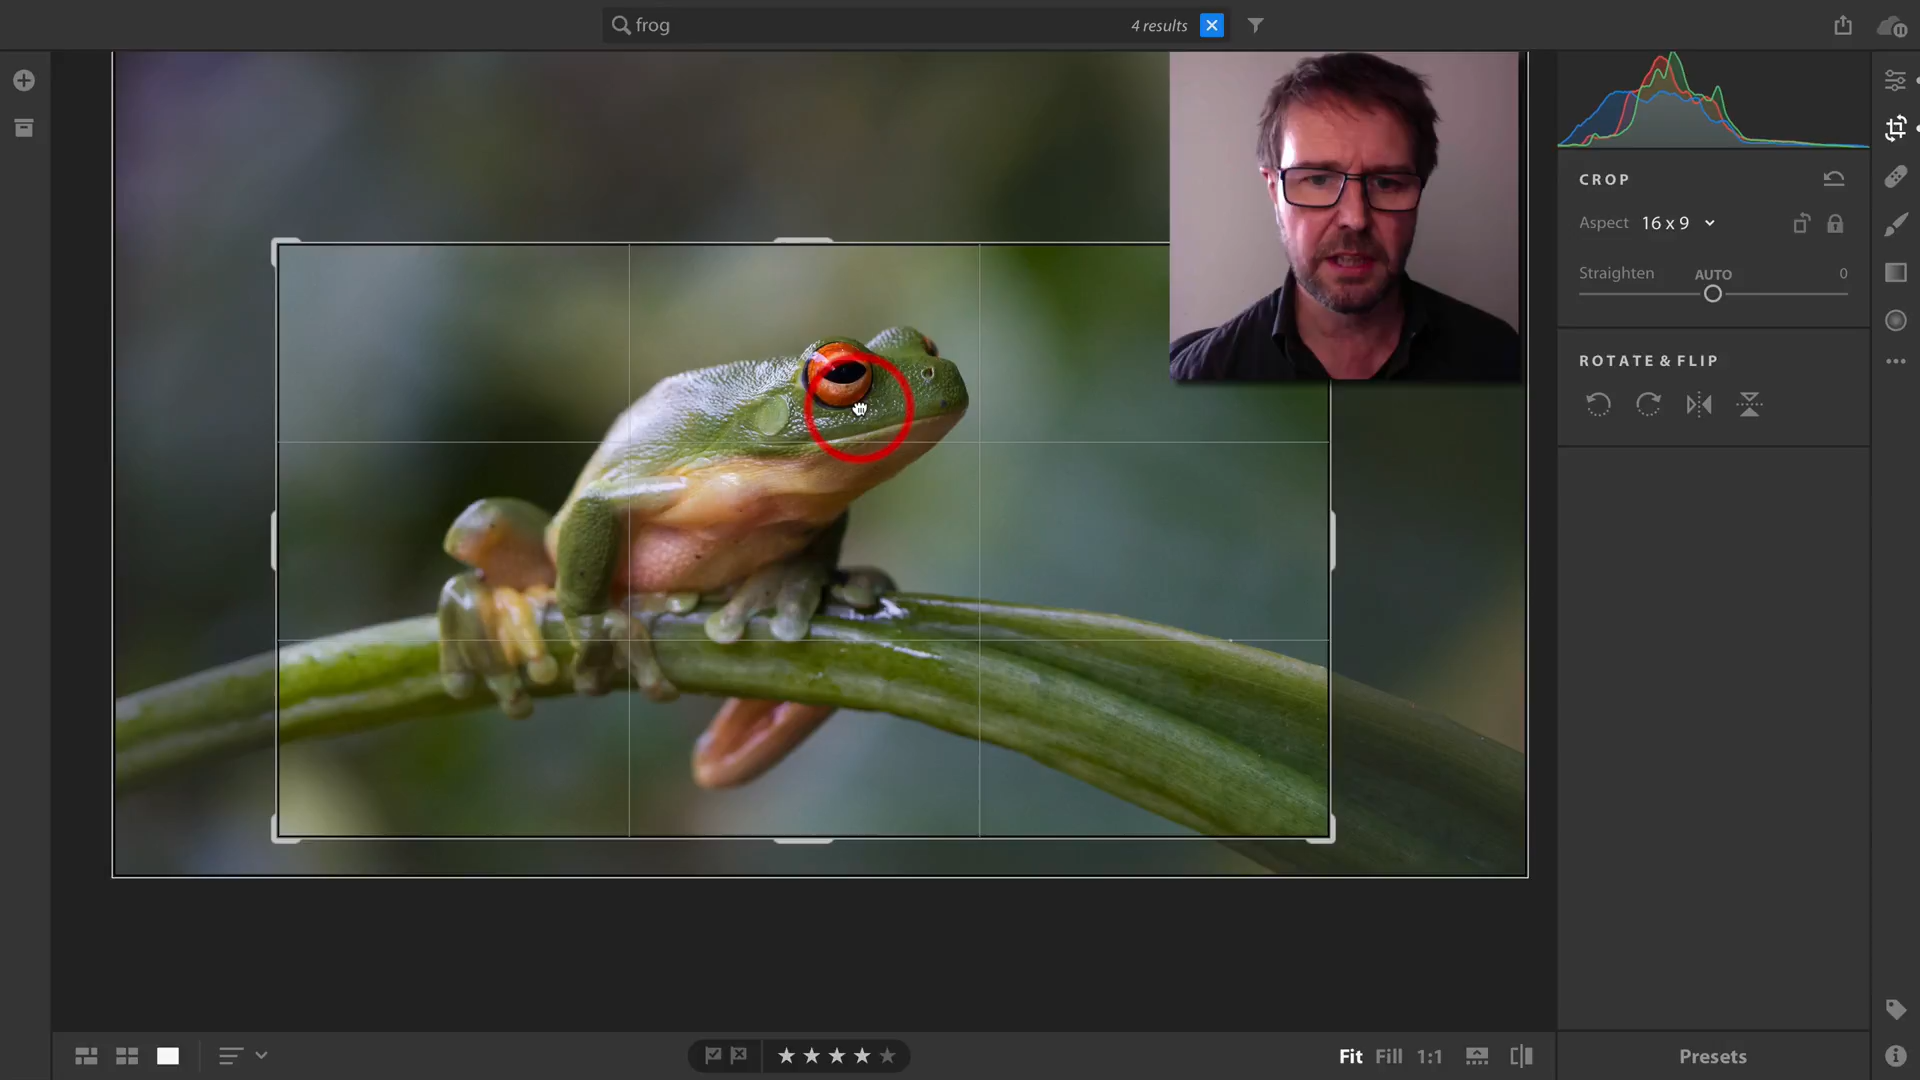 frog
4 results
CROP
Aspect 16 x 9
Straighten AUTO 0
ROTATE & FLIP
Fit Fill 1:1
Presets